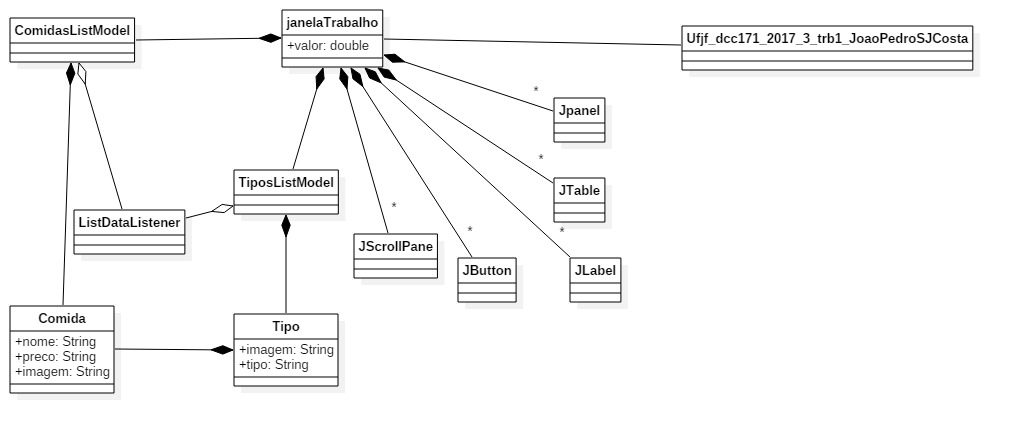 ComidasListModel
janelaTrabalho
+valor: double
Ufjf_dcc171_2017_3_trb1_JoaoPedroSJCosta
*
Jpanel
*
JTable
TiposListModel
ListDataListener
*
JScrollPane
*
JButton
*
JLabel
Comida
+nome: String
+preco: String
+imagem: String
Tipo
+imagem: String
+tipo: String